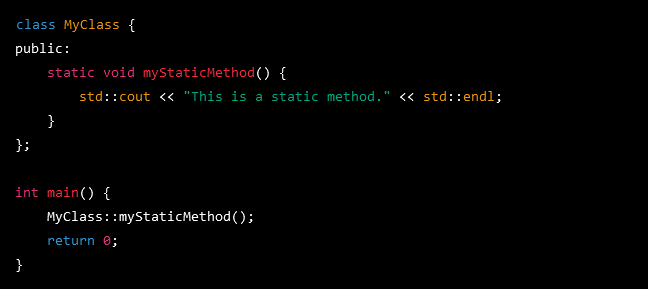 class MyClass {
public:
    static void myStaticMethod() {
        std::cout << "This is a static method." << std::endl;
    }
};

int main() {
    MyClass::myStaticMethod();
    return 0;
}